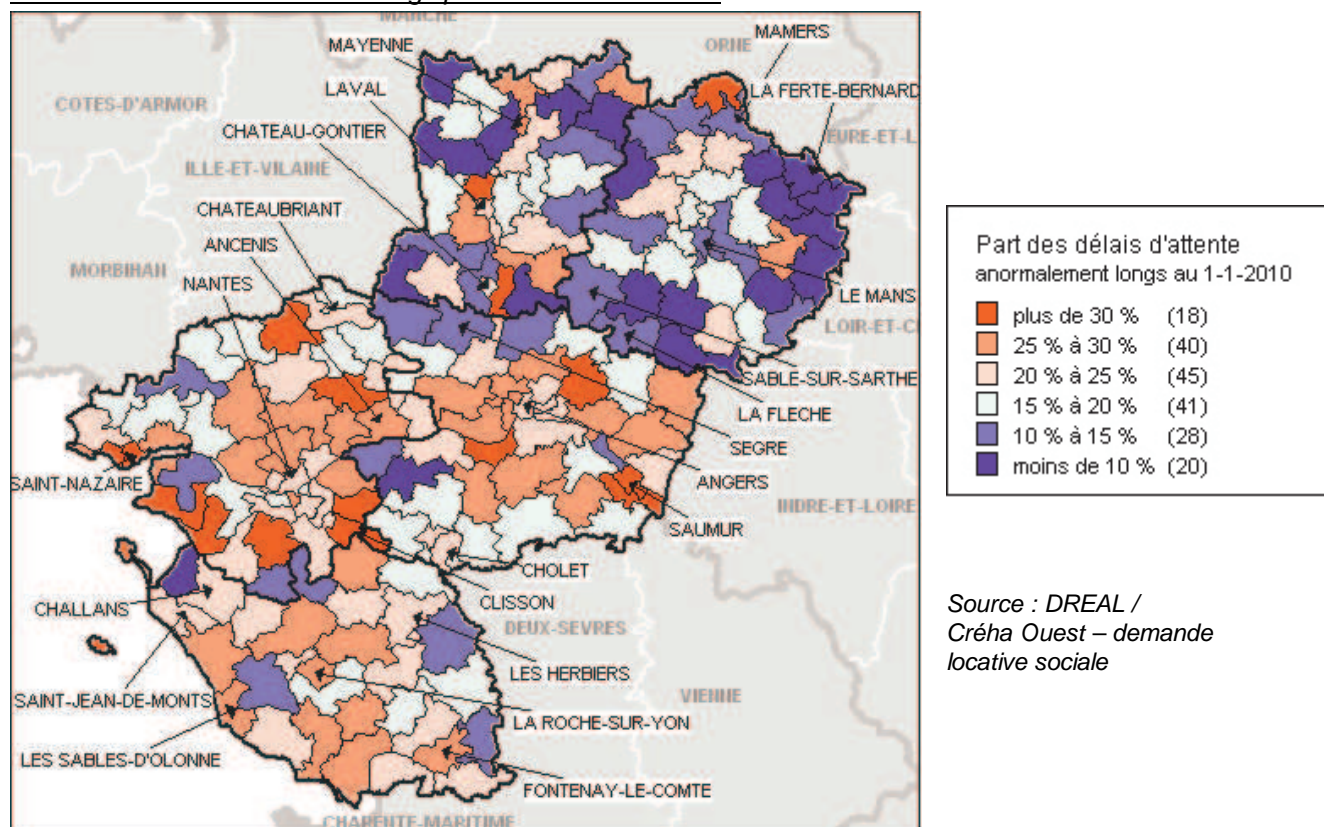 MANCHE
MAYENNE
ORNE
MAMERS
LAVAL
LA FERTE-BERNARD
COTES-D'ARMOR
CHATEAU-GONTIER
EURE-ET-L
ILLE-ET-VILAINE
CHATEAUBRIANT
ANCENIS
MORBIHAN
NANTES
LE MANS
LOIR-ET-C
SABLE-SUR-SARTHE
LA FLECHE
SEGRE
SAINT-NAZAIRE
ANGERS
INDRE-ET-LOIRE
SAUMUR
CHOLET
CHALLANS
CLISSON
DEUX-SEVRES
LES HERBIERS
SAINT-JEAN-DE-MONTS
VIENNE
LA ROCHE-SUR-YON
LES SABLES-D'OLONNE
FONTENAY-LE-COMTE
CHARENTE-MARITIME
Part des délais d'attente
anormalement longs au 1-1-2010
plus de 30 % (18)
25 % à 30 % (40)
20 % à 25 % (45)
15 % à 20 % (41)
10 % à 15 % (28)
moins de 10 % (20)
Source : DREAL /
Créha Ouest – demande
locative sociale